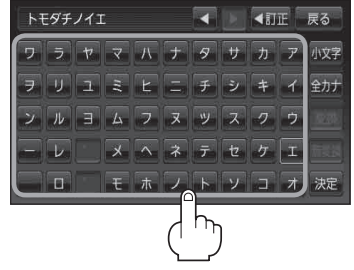 トモダチノイエ ◀ ▶ ◀訂正 戻る
ワ ラ ヤ マ ハ ナ タ サ カ ア 小文字
ヲ リ ユ ミ ヒ ニ チ シ キ イ 全カナ
ン ル ヨ ム フ ヌ ツ ス ク ウ
ー レ メ ヘ ネ テ セ ケ エ
ロ モ ホ ノ ト ソ コ オ 決定